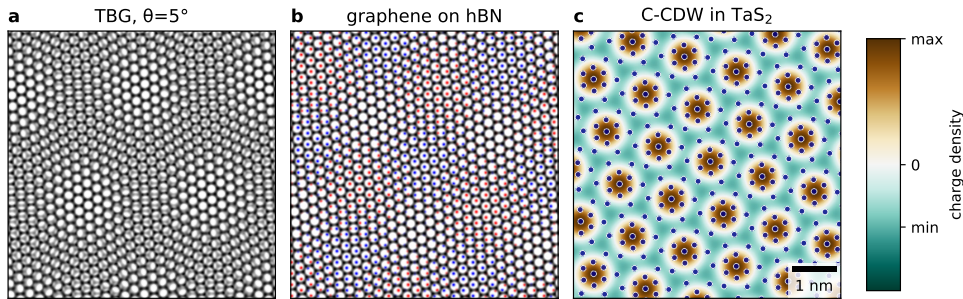 a TBG, θ=5°
b graphene on hBN
c C-CDW in TaS₂
max
0
min
charge density
1 nm